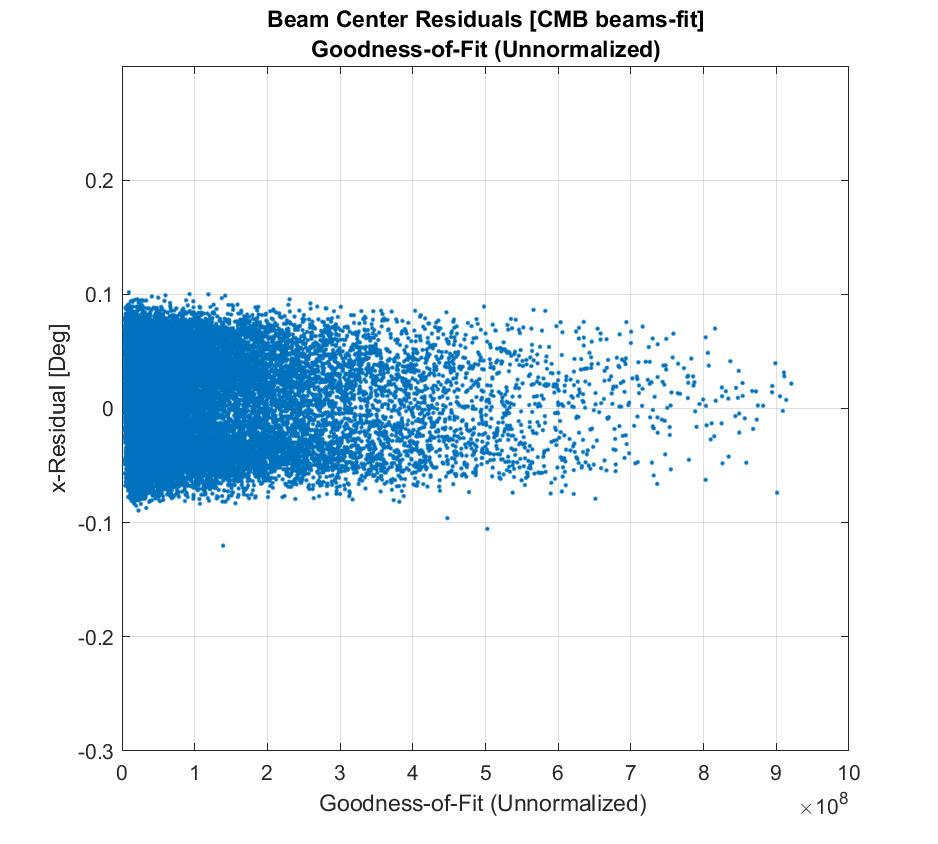 Beam Center Residuals [CMB beams-fit]
Goodness-of-Fit (Unnormalized)
x-Residual [Deg]
0.2
0.1
0
-0.1
-0.2
-0.3
0 1 2 3 4 5 6 7 8 9 10
Goodness-of-Fit (Unnormalized)
×10⁸